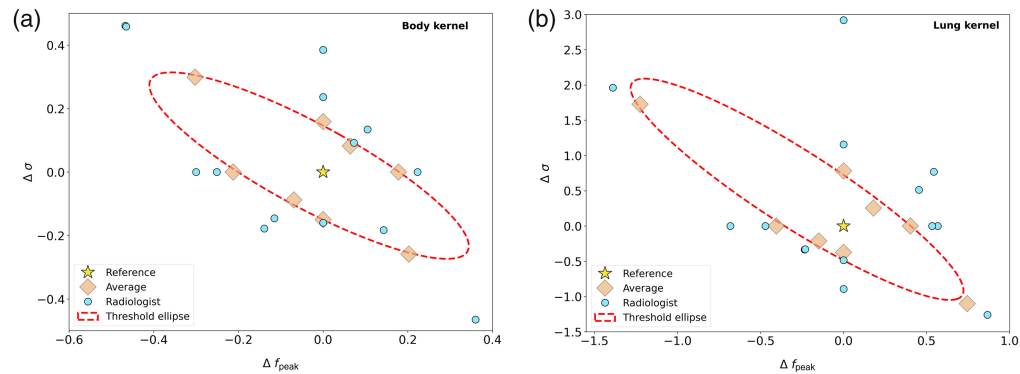 (a)
Body kernel
0.4
0.2
0.0
−0.2
−0.4
Δ σ
Reference
Average
Radiologist
Threshold ellipse
−0.6
−0.4
−0.2
0.0
0.2
0.4
Δ f_peak
(b)
Lung kernel
3.0
2.5
2.0
1.5
1.0
0.5
0.0
−0.5
−1.0
−1.5
Δ σ
Reference
Average
Radiologist
Threshold ellipse
−1.5
−1.0
−0.5
0.0
0.5
1.0
Δ f_peak